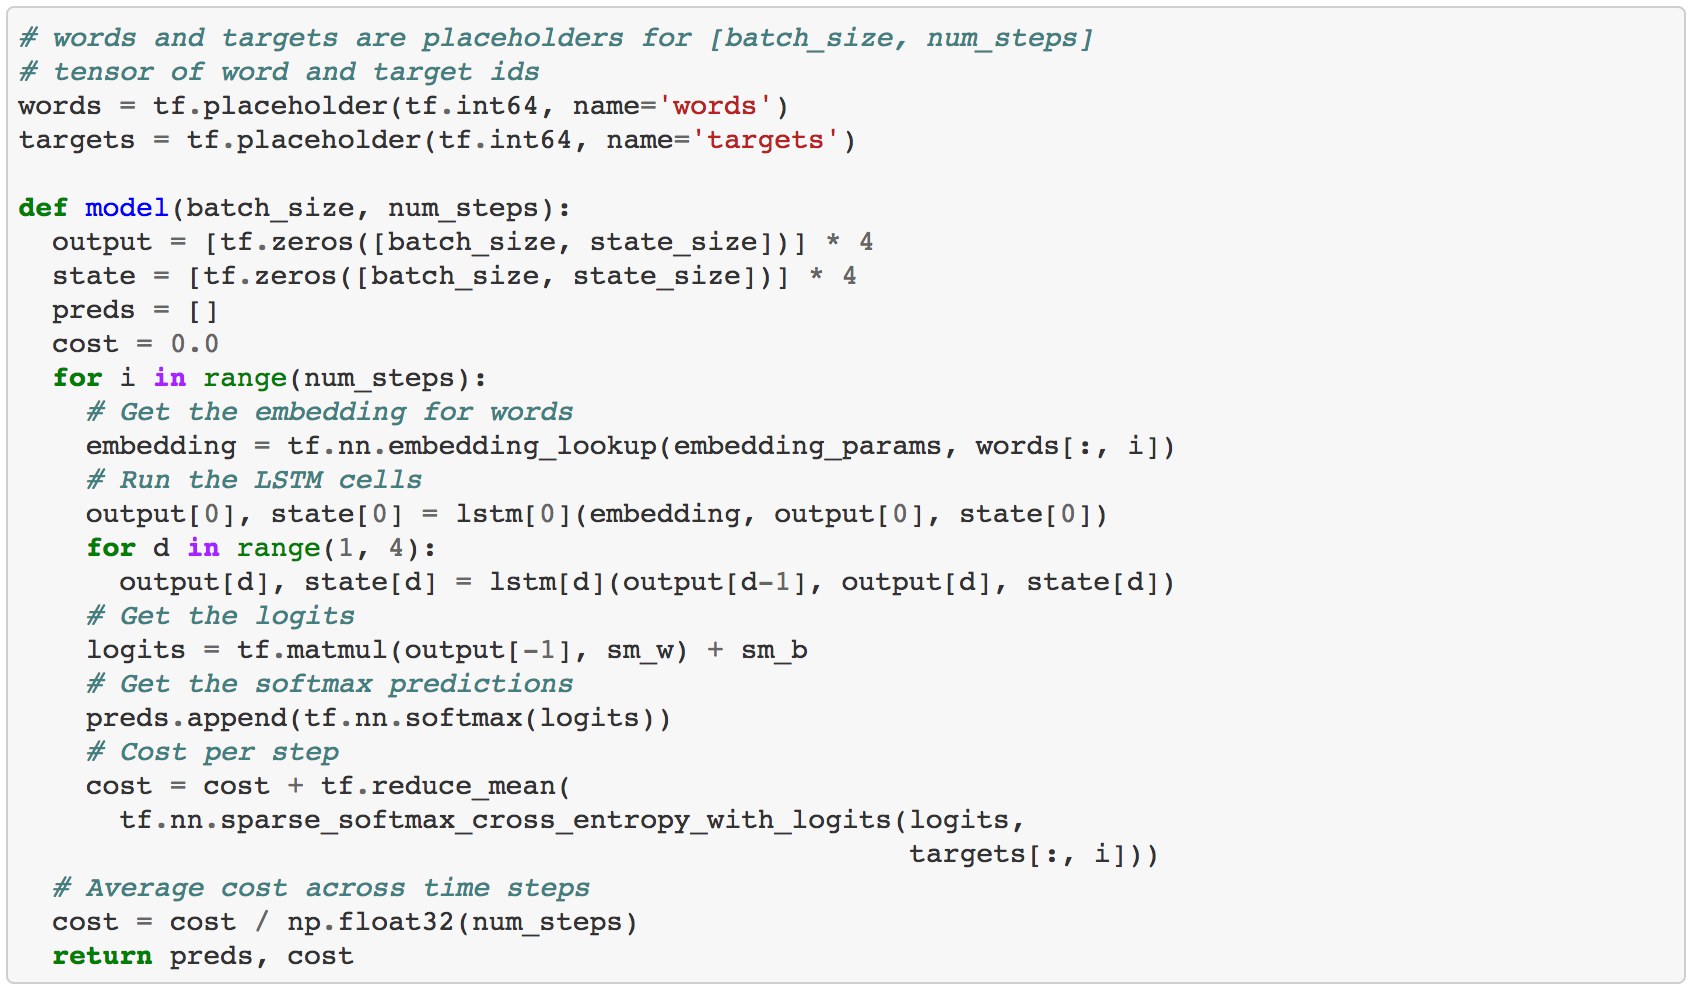 # words and targets are placeholders for [batch_size, num_steps]
# tensor of word and target ids
words = tf.placeholder(tf.int64, name='words')
targets = tf.placeholder(tf.int64, name='targets')

def model(batch_size, num_steps):
  output = [tf.zeros([batch_size, state_size])] * 4
  state = [tf.zeros([batch_size, state_size])] * 4
  preds = []
  cost = 0.0
  for i in range(num_steps):
    # Get the embedding for words
    embedding = tf.nn.embedding_lookup(embedding_params, words[:, i])
    # Run the LSTM cells
    output[0], state[0] = lstm[0](embedding, output[0], state[0])
    for d in range(1, 4):
      output[d], state[d] = lstm[d](output[d-1], output[d], state[d])
    # Get the logits
    logits = tf.matmul(output[-1], sm_w) + sm_b
    # Get the softmax predictions
    preds.append(tf.nn.softmax(logits))
    # Cost per step
    cost = cost + tf.reduce_mean(
      tf.nn.sparse_softmax_cross_entropy_with_logits(logits,
                                                     targets[:, i]))
  # Average cost across time steps
  cost = cost / np.float32(num_steps)
  return preds, cost